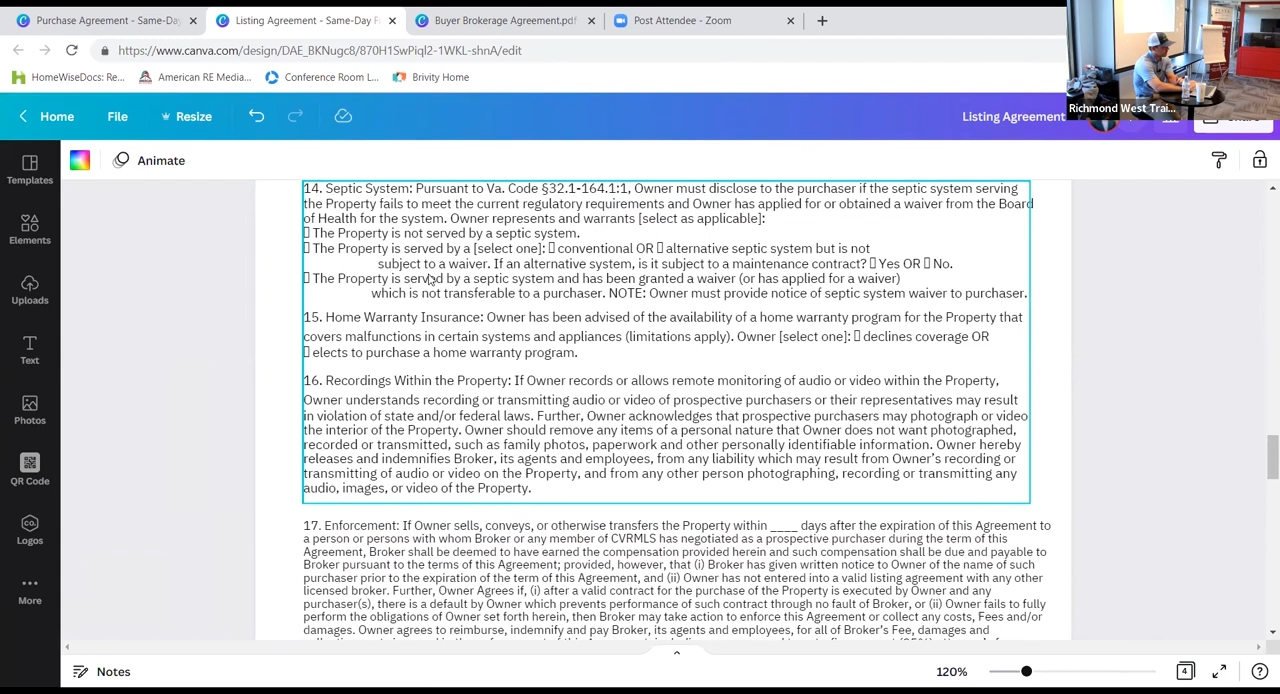 Purchase Agreement - Same-Day
Listing Agreement - Same-Day F
Buyer Brokerage Agreement.pdf
Post Attendee - Zoom
https://www.canva.com/design/DAE_BKNugc8/870H1SwPiqI2-1WKL-shnA/edit
HomeWiseDocs: Re...
American RE Media...
Conference Room L...
Brivity Home
Richmond West Trai...
Home
File
Resize
Listing Agreement
Animate
Templates
Elements
Uploads
Text
Photos
QR Code
Logos
More
14. Septic System: Pursuant to Va. Code §32.1-164.1:1, Owner must disclose to the purchaser if the septic system serving
the Property fails to meet the current regulatory requirements and Owner has applied for or obtained a waiver from the Board
of Health for the system. Owner represents and warrants [select as applicable]:
▯ The Property is not served by a septic system.
▯ The Property is served by a [select one]: ▯ conventional OR ▯ alternative septic system but is not
subject to a waiver. If an alternative system, is it subject to a maintenance contract? ▯ Yes OR ▯ No.
▯ The Property is served by a septic system and has been granted a waiver (or has applied for a waiver)
which is not transferable to a purchaser. NOTE: Owner must provide notice of septic system waiver to purchaser.
15. Home Warranty Insurance: Owner has been advised of the availability of a home warranty program for the Property that
covers malfunctions in certain systems and appliances (limitations apply). Owner [select one]: ▯ declines coverage OR
▯ elects to purchase a home warranty program.
16. Recordings Within the Property: If Owner records or allows remote monitoring of audio or video within the Property,
Owner understands recording or transmitting audio or video of prospective purchasers or their representatives may result
in violation of state and/or federal laws. Further, Owner acknowledges that prospective purchasers may photograph or video
the interior of the Property. Owner should remove any items of a personal nature that Owner does not want photographed,
recorded or transmitted, such as family photos, paperwork and other personally identifiable information. Owner hereby
releases and indemnifies Broker, its agents and employees, from any liability which may result from Owner's recording or
transmitting of audio or video on the Property, and from any other person photographing, recording or transmitting any
audio, images, or video of the Property.
17. Enforcement: If Owner sells, conveys, or otherwise transfers the Property within ____ days after the expiration of this Agreement to
a person or persons with whom Broker or any member of CVRMLS has negotiated as a prospective purchaser during the term of this
Agreement, Broker shall be deemed to have earned the compensation provided herein and such compensation shall be due and payable to
Broker pursuant to the terms of this Agreement; provided, however, that (i) Broker has given written notice to Owner of the name of such
purchaser prior to the expiration of the term of this Agreement, and (ii) Owner has not entered into a valid listing agreement with any other
licensed broker. Further, Owner Agrees if, (i) after a valid contract for the purchase of the Property is executed by Owner and any
purchaser(s), there is a default by Owner which prevents performance of such contract through no fault of Broker, or (ii) Owner fails to fully
perform the obligations of Owner set forth herein, then Broker may take action to enforce this Agreement or collect any costs, Fees and/or
damages. Owner agrees to reimburse, indemnify and pay Broker, its agents and employees, for all of Broker's Fee, damages and
Notes
120%
4